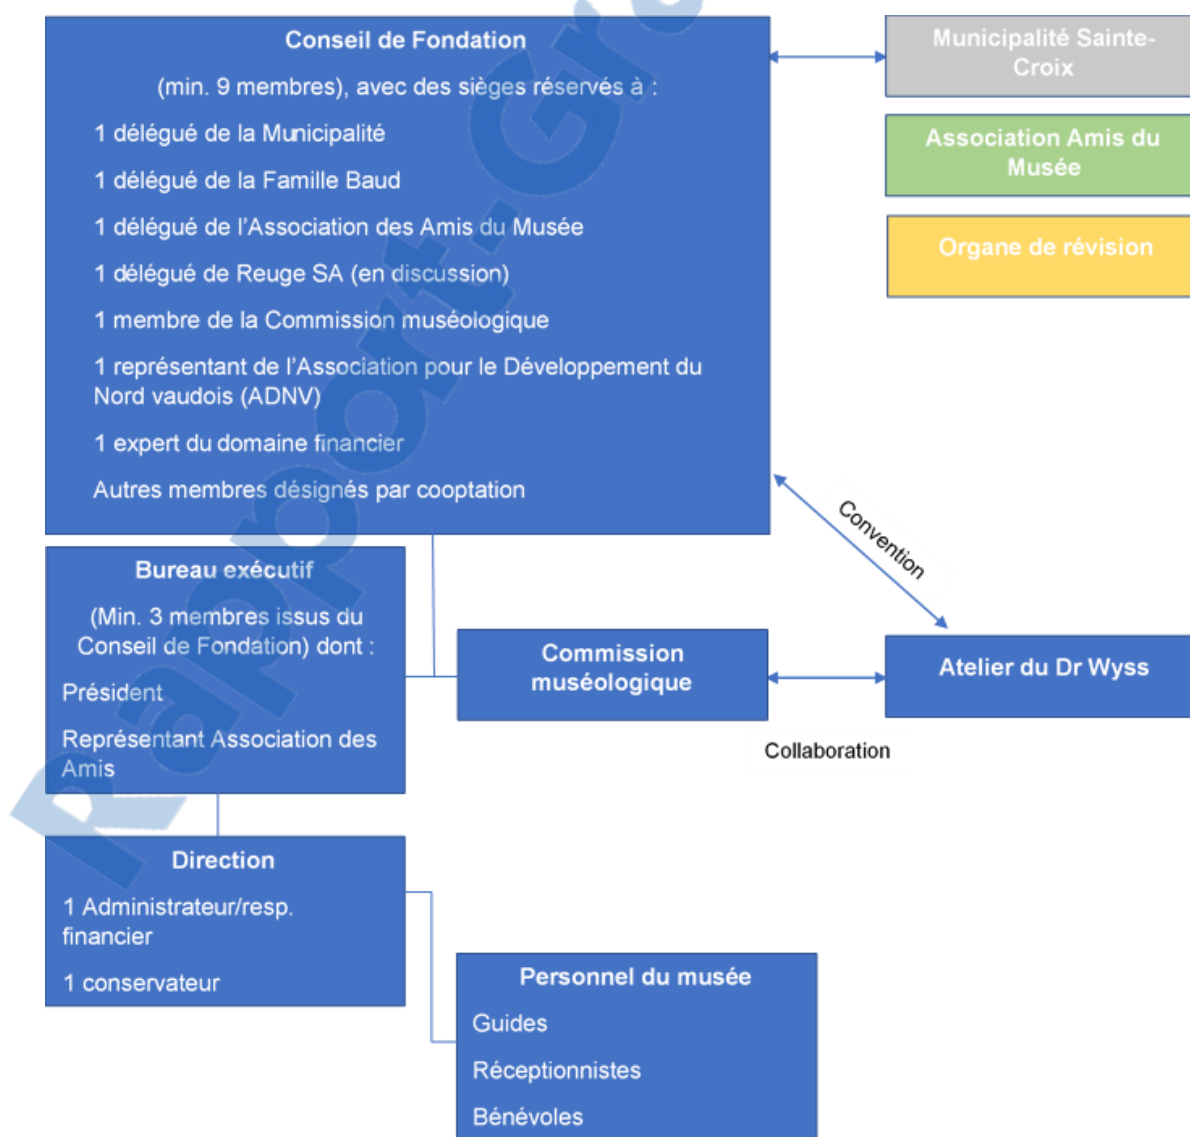 Conseil de Fondation
(min. 9 membres), avec des sièges réservés à :
1 délégué de la Municipalité
1 délégué de la Famille Baud
1 délégué de l'Association des Amis du Musée
1 délégué de Reuge SA (en discussion)
1 membre de la Commission muséologique
1 représentant de l'Association pour le Développement du
Nord vaudois (ADNV)
1 expert du domaine financier
Autres membres désignés par cooptation
Municipalité Sainte-
Croix
Association Amis du
Musée
Organe de révision
Convention
Bureau exécutif
(Min. 3 membres issus du
Conseil de Fondation) dont :
Président
Représentant Association des
Amis
Commission
muséologique
Atelier du Dr Wyss
Collaboration
Direction
1 Administrateur/resp.
financier
1 conservateur
Personnel du musée
Guides
Réceptionnistes
Bénévoles
Rapport-Gra